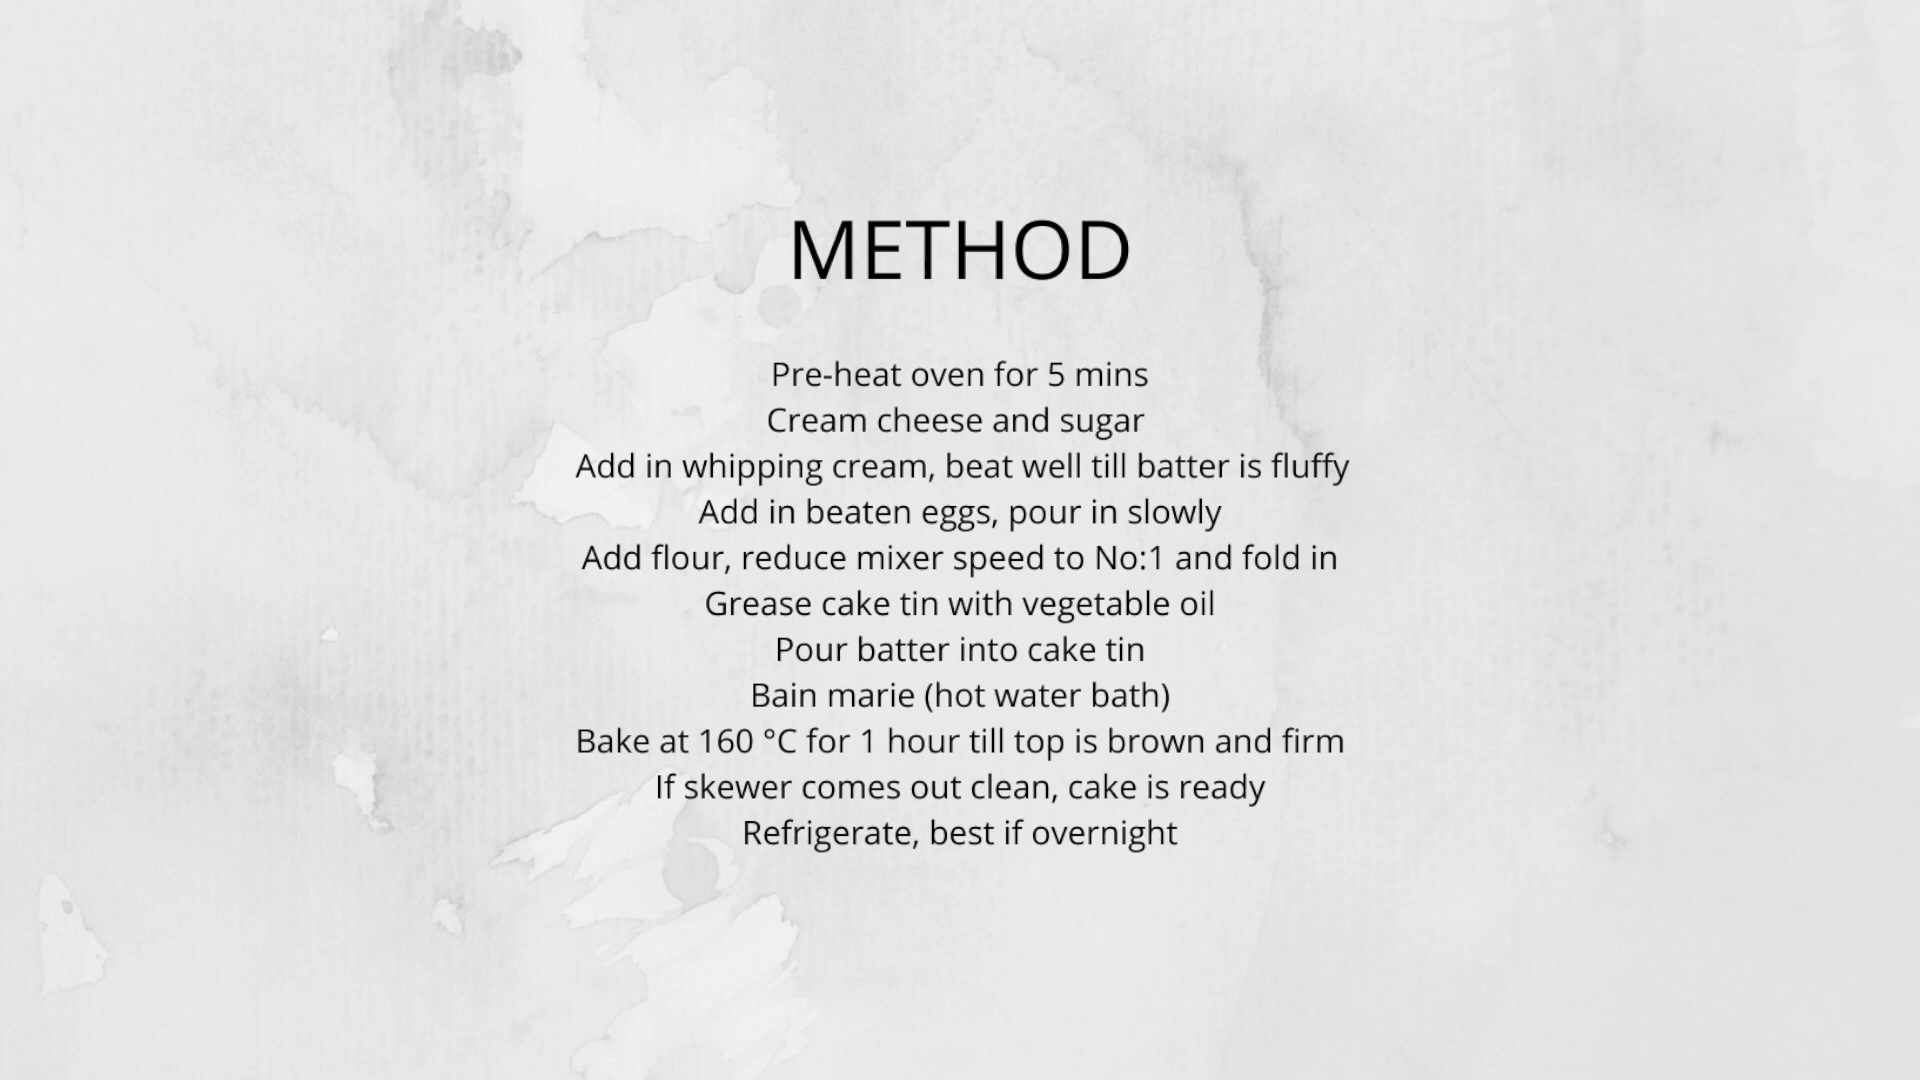 METHOD
Pre-heat oven for 5 mins
Cream cheese and sugar
Add in whipping cream, beat well till batter is fluffy
Add in beaten eggs, pour in slowly
Add flour, reduce mixer speed to No:1 and fold in
Grease cake tin with vegetable oil
Pour batter into cake tin
Bain marie (hot water bath)
Bake at 160 °C for 1 hour till top is brown and firm
If skewer comes out clean, cake is ready
Refrigerate, best if overnight